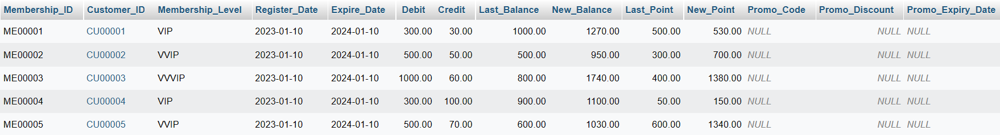 Membership_ID Customer_ID Membership_Level Register_Date Expire_Date Debit Credit Last_Balance New_Balance Last_Point New_Point Promo_Code Promo_Discount Promo_Expiry_Date
ME00001 CU00001 VIP 2023-01-10 2024-01-10 300.00 30.00 1000.00 1270.00 500.00 530.00 NULL NULL NULL
ME00002 CU00002 VVIP 2023-01-10 2024-01-10 500.00 50.00 500.00 950.00 300.00 700.00 NULL NULL NULL
ME00003 CU00003 VVVIP 2023-01-10 2024-01-10 1000.00 60.00 800.00 1740.00 400.00 1380.00 NULL NULL NULL
ME00004 CU00004 VIP 2023-01-10 2024-01-10 300.00 100.00 900.00 1100.00 50.00 150.00 NULL NULL NULL
ME00005 CU00005 VVIP 2023-01-10 2024-01-10 500.00 70.00 600.00 1030.00 600.00 1340.00 NULL NULL NULL